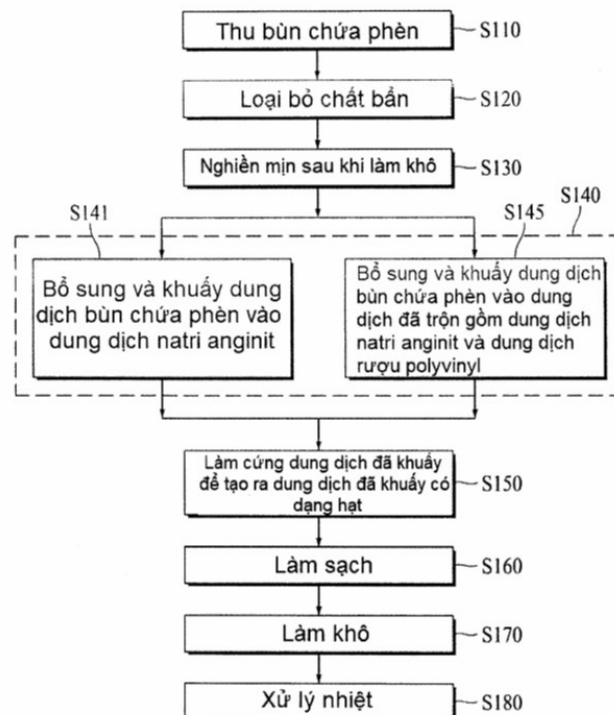 Thu bùn chứa phèn
S110
Loại bỏ chất bẩn
S120
Nghiền mịn sau khi làm khô
S130
S140
S141
S145
Bổ sung và khuấy dung
dịch bùn chứa phèn vào
dung dịch natri anginit
Bổ sung và khuấy dung dịch
bùn chứa phèn vào dung
dịch đã trộn gồm dung dịch
natri anginit và dung dịch
rượu polyvinyl
Làm cứng dung dịch đã khuấy
để tạo ra dung dịch đã khuấy có
dạng hạt
S150
Làm sạch
S160
Làm khô
S170
Xử lý nhiệt
S180